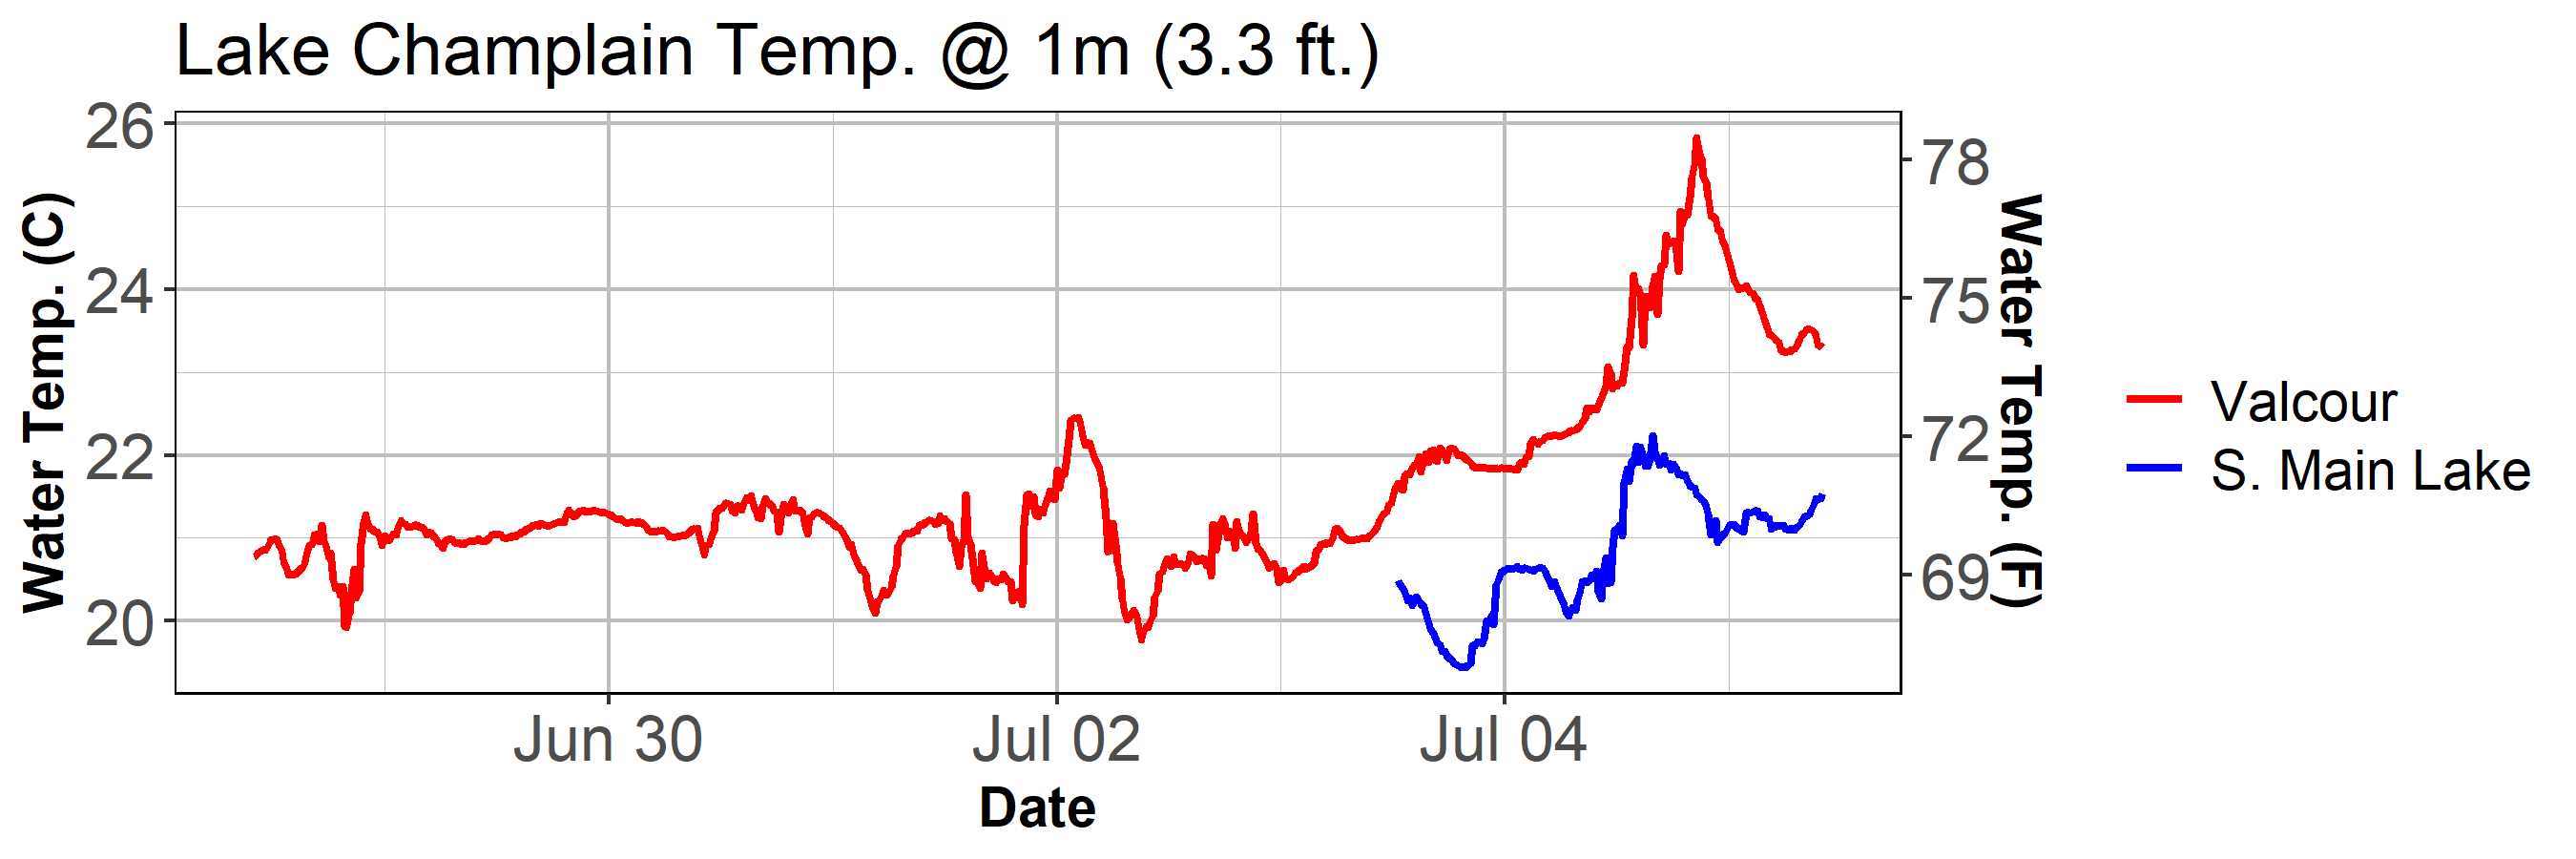 Lake Champlain Temp. @ 1m (3.3 ft.)
Water Temp. (C)
26
24
22
20
78
75
72
69
Water Temp. (F)
Jun 30
Jul 02
Jul 04
Date
Valcour
S. Main Lake